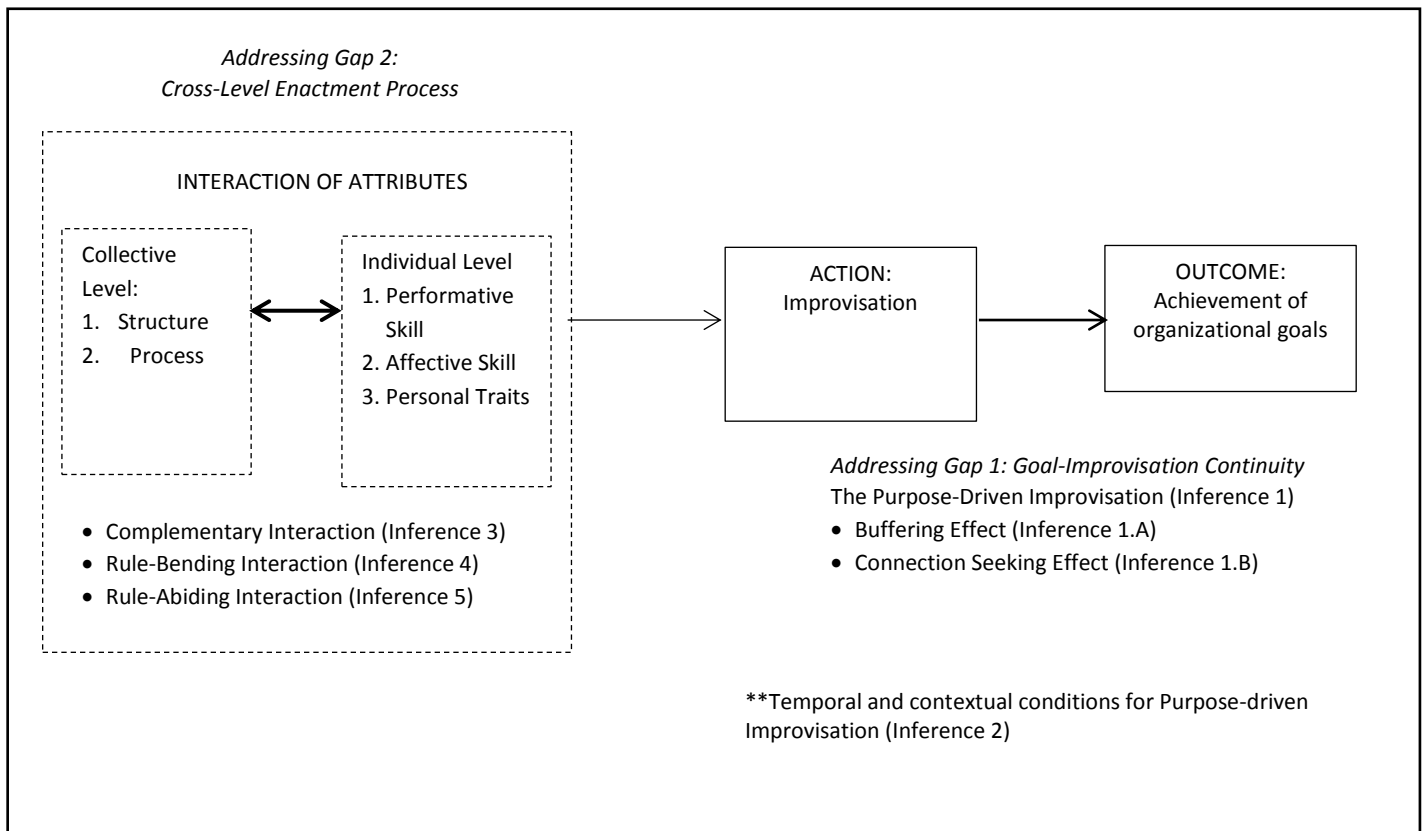 Addressing Gap 2:
Cross-Level Enactment Process
INTERACTION OF ATTRIBUTES
Collective
Level:
1. Structure
2. Process
Individual Level
1. Performative
Skill
2. Affective Skill
3. Personal Traits
• Complementary Interaction (Inference 3)
• Rule-Bending Interaction (Inference 4)
• Rule-Abiding Interaction (Inference 5)
ACTION:
Improvisation
OUTCOME:
Achievement of
organizational goals
Addressing Gap 1: Goal-Improvisation Continuity
The Purpose-Driven Improvisation (Inference 1)
• Buffering Effect (Inference 1.A)
• Connection Seeking Effect (Inference 1.B)
**Temporal and contextual conditions for Purpose-driven
Improvisation (Inference 2)